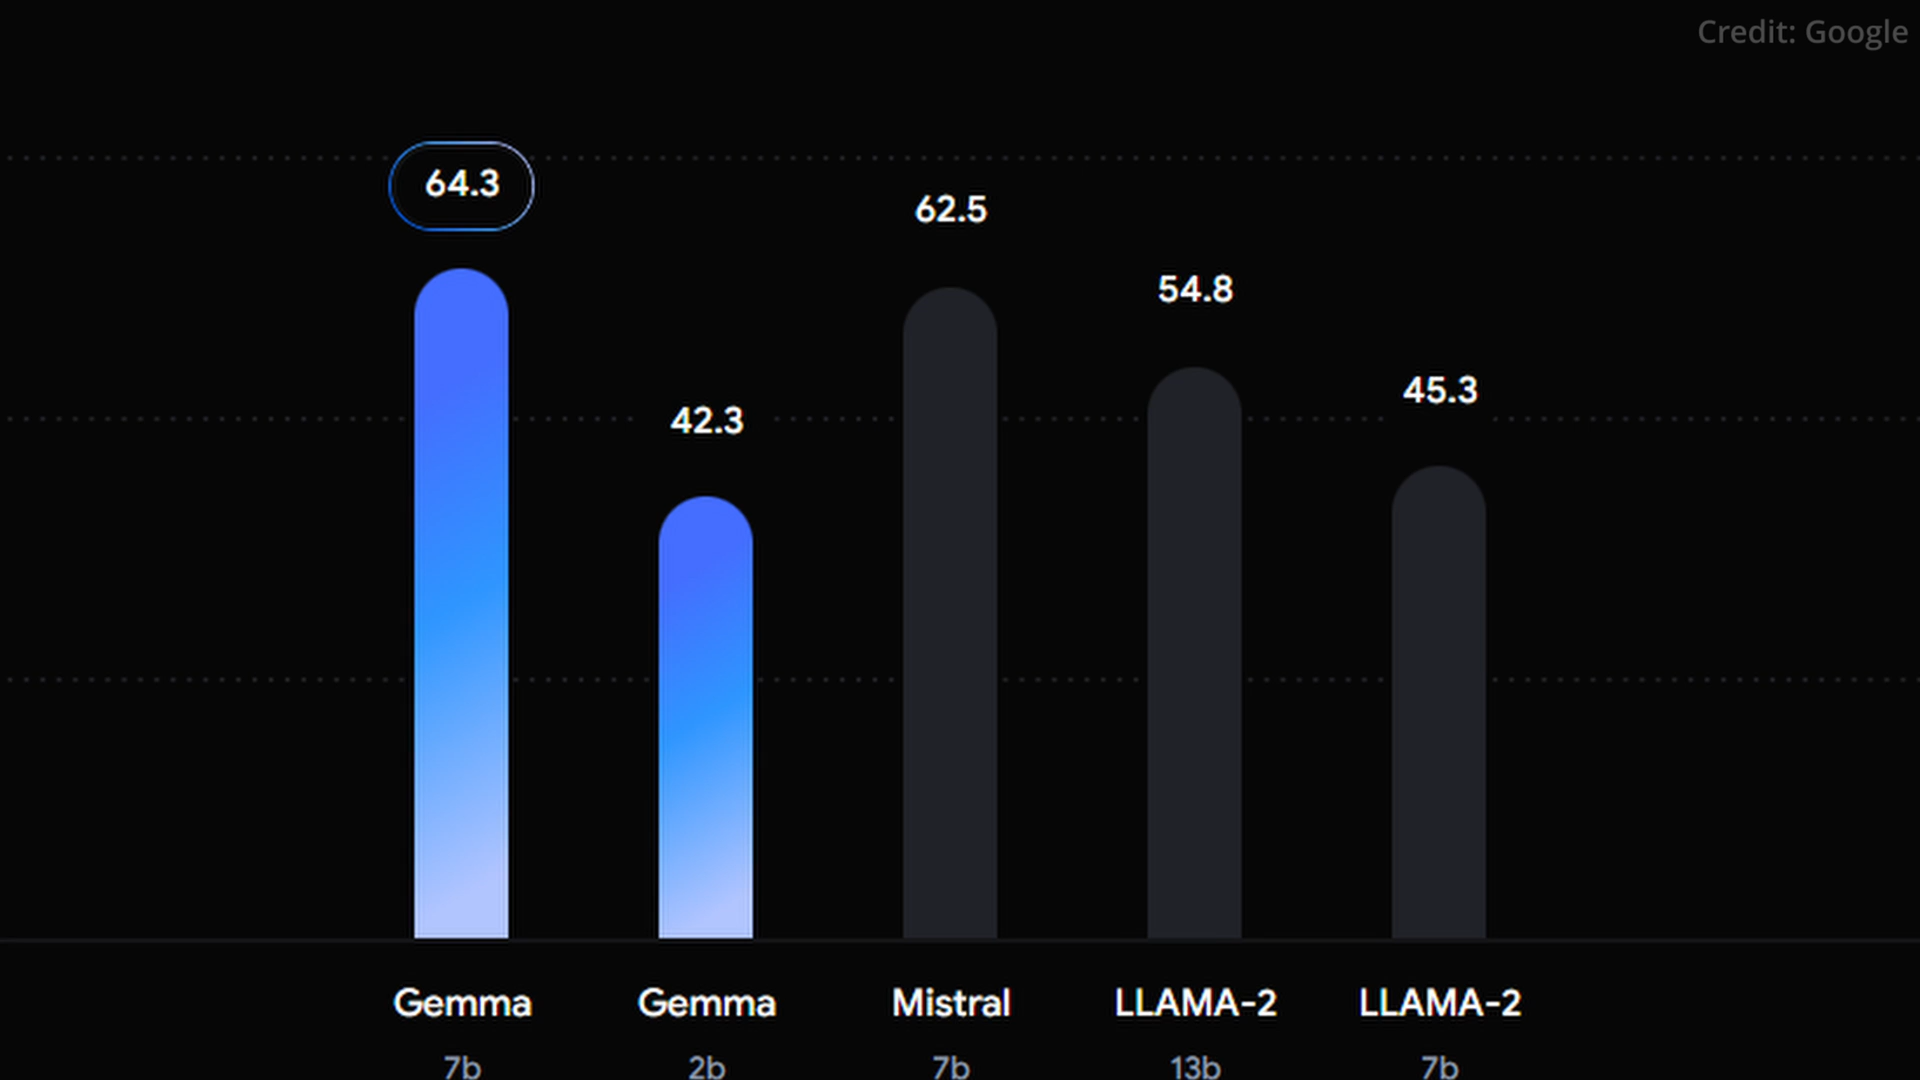 Credit: Google
64.3
62.5
54.8
45.3
42.3
Gemma Gemma Mistral LLAMA-2 LLAMA-2
7b 2b 7b 13b 7b